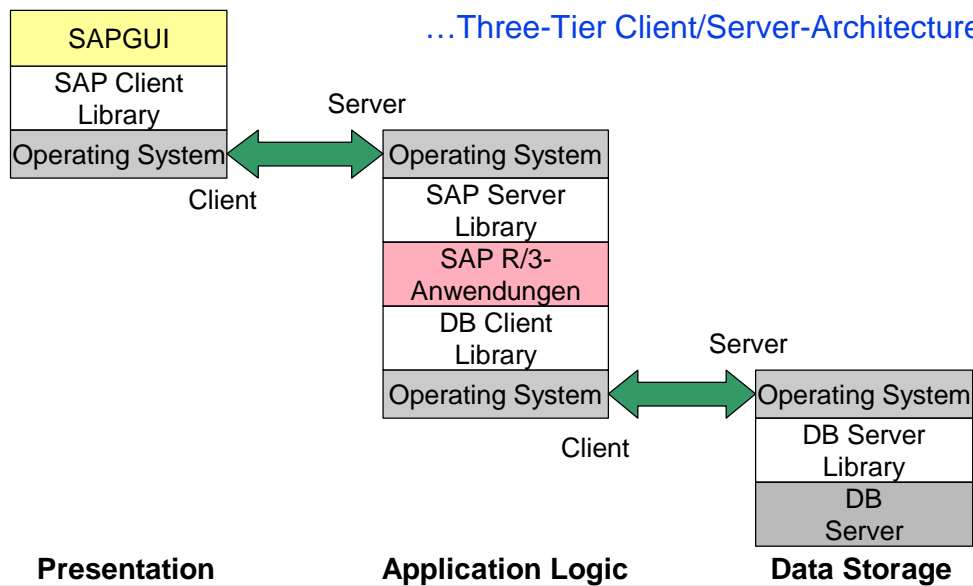 …Three-Tier Client/Server-Architecture
SAPGUI
SAP Client
Library
Operating System
Server
Client
Operating System
SAP Server
Library
SAP R/3-
Anwendungen
DB Client
Library
Operating System
Server
Client
Operating System
DB Server
Library
DB
Server
Presentation
Application Logic
Data Storage